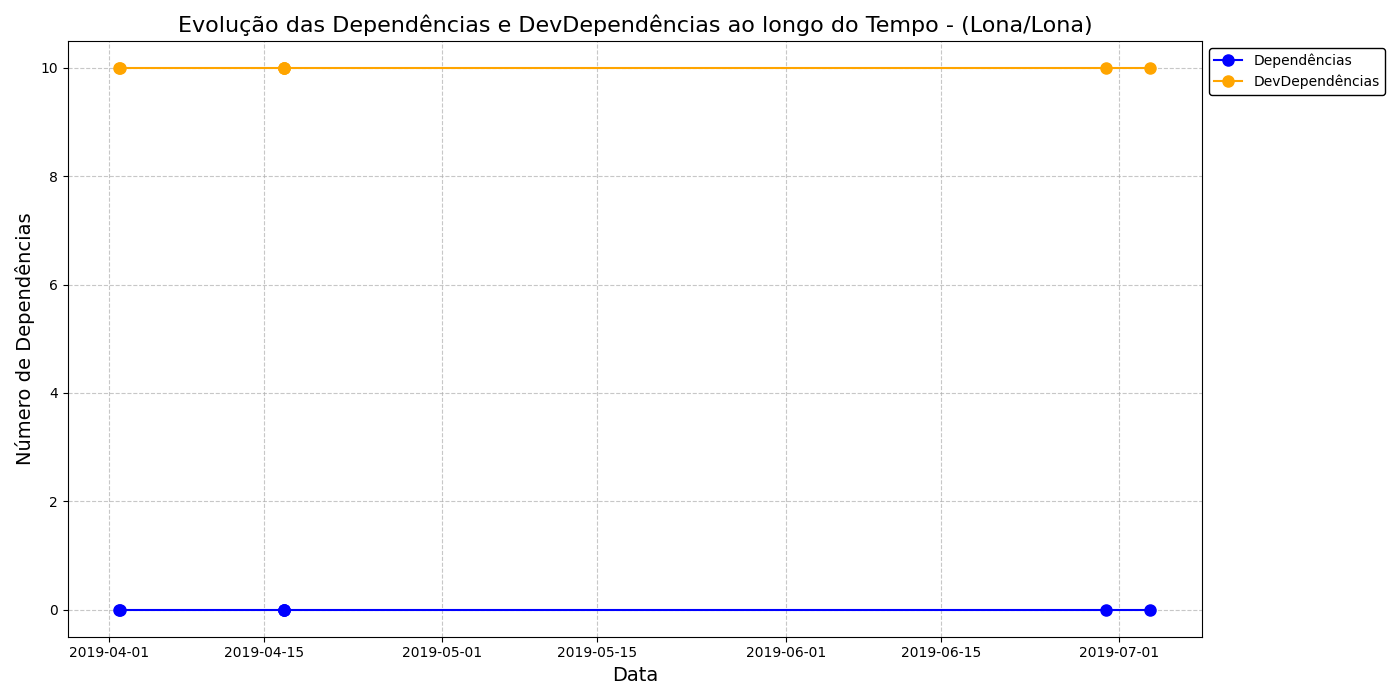 Evolução das Dependências e DevDependências ao longo do Tempo - (Lona/Lona)
Dependências
DevDependências
Número de Dependências
10
8
6
4
2
0
2019-04-01 2019-04-15 2019-05-01 2019-05-15 2019-06-01 2019-06-15 2019-07-01
Data